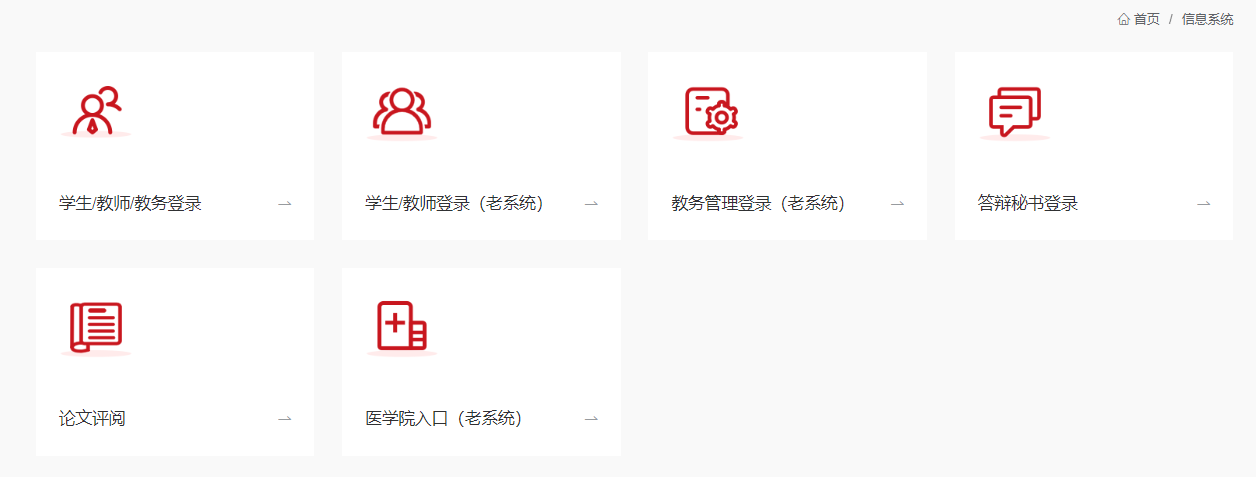 首页 / 信息系统
学生/教师/教务登录
学生/教师登录（老系统）
教务管理登录（老系统）
答辩秘书登录
论文评阅
医学院入口（老系统）